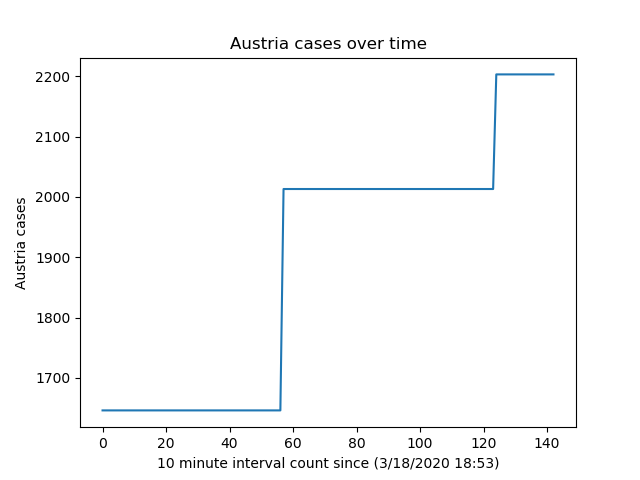 Austria cases over time
2200
2100
2000
1900
1800
1700
Austria cases
0 20 40 60 80 100 120 140
10 minute interval count since (3/18/2020 18:53)